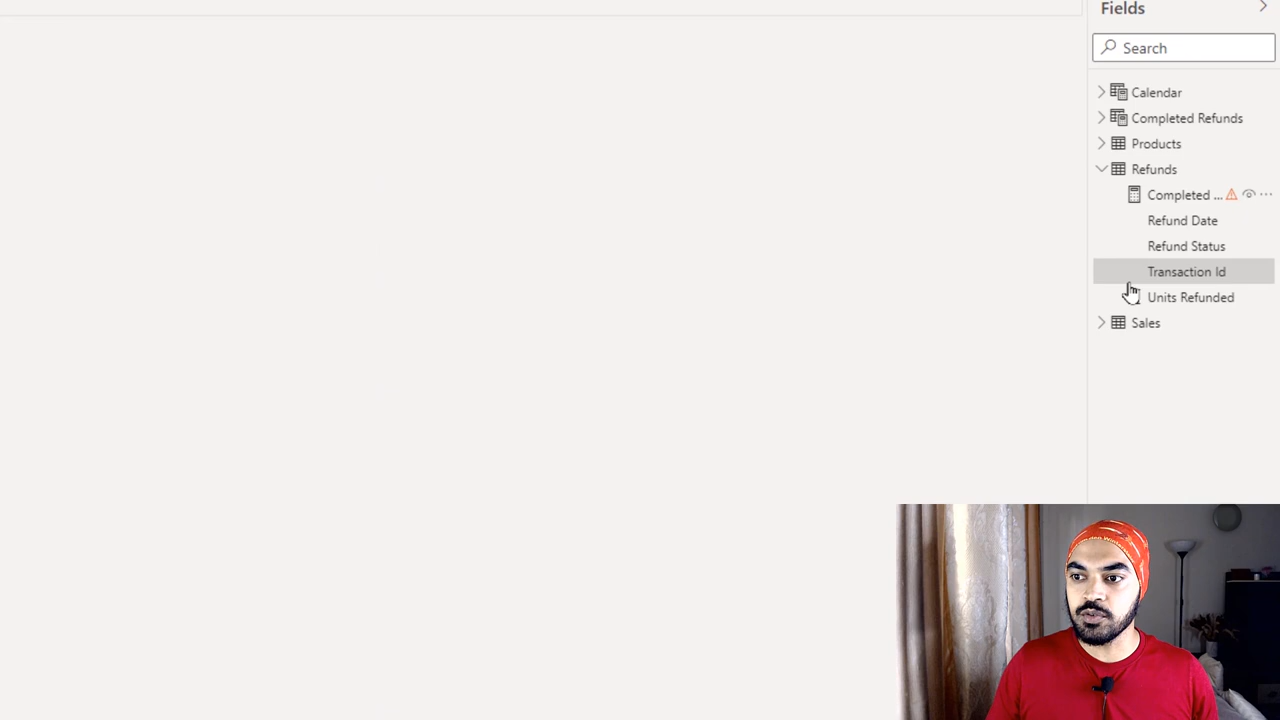 Fields
Search
Calendar
Completed Refunds
Products
Refunds
Completed ...
Refund Date
Refund Status
Transaction Id
Units Refunded
Sales